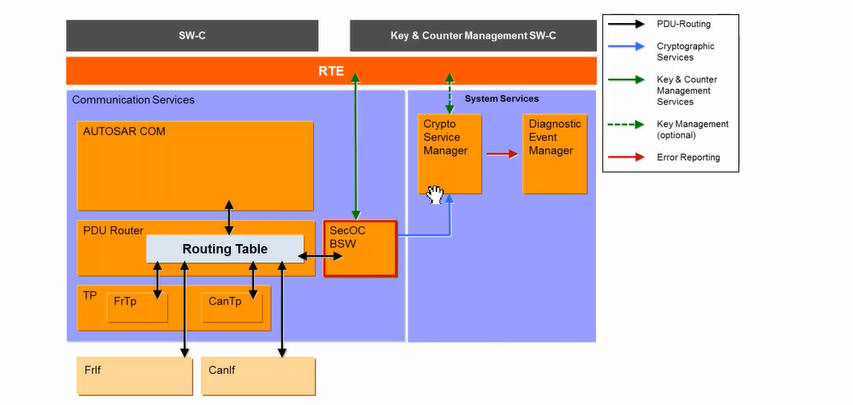 SW-C
Key & Counter Management SW-C
RTE
Communication Services
System Services
AUTOSAR COM
Crypto
Service
Manager
Diagnostic
Event
Manager
PDU Router
Routing Table
SecOC
BSW
TP
FrTp
CanTp
FrIf
CanIf
PDU-Routing
Cryptographic
Services
Key & Counter
Management
Services
Key Management
(optional)
Error Reporting